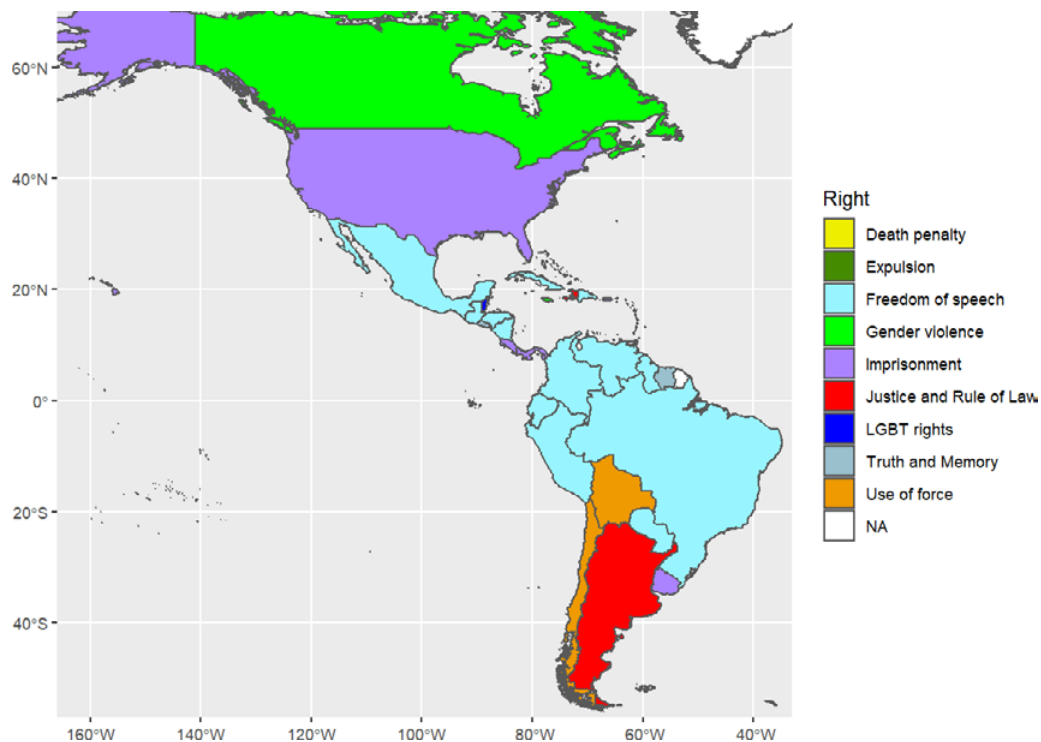 60°N
40°N
20°N
0°
20°S
40°S
160°W
140°W
120°W
100°W
80°W
60°W
40°W
Right
Death penalty
Expulsion
Freedom of speech
Gender violence
Imprisonment
Justice and Rule of Law
LGBT rights
Truth and Memory
Use of force
NA